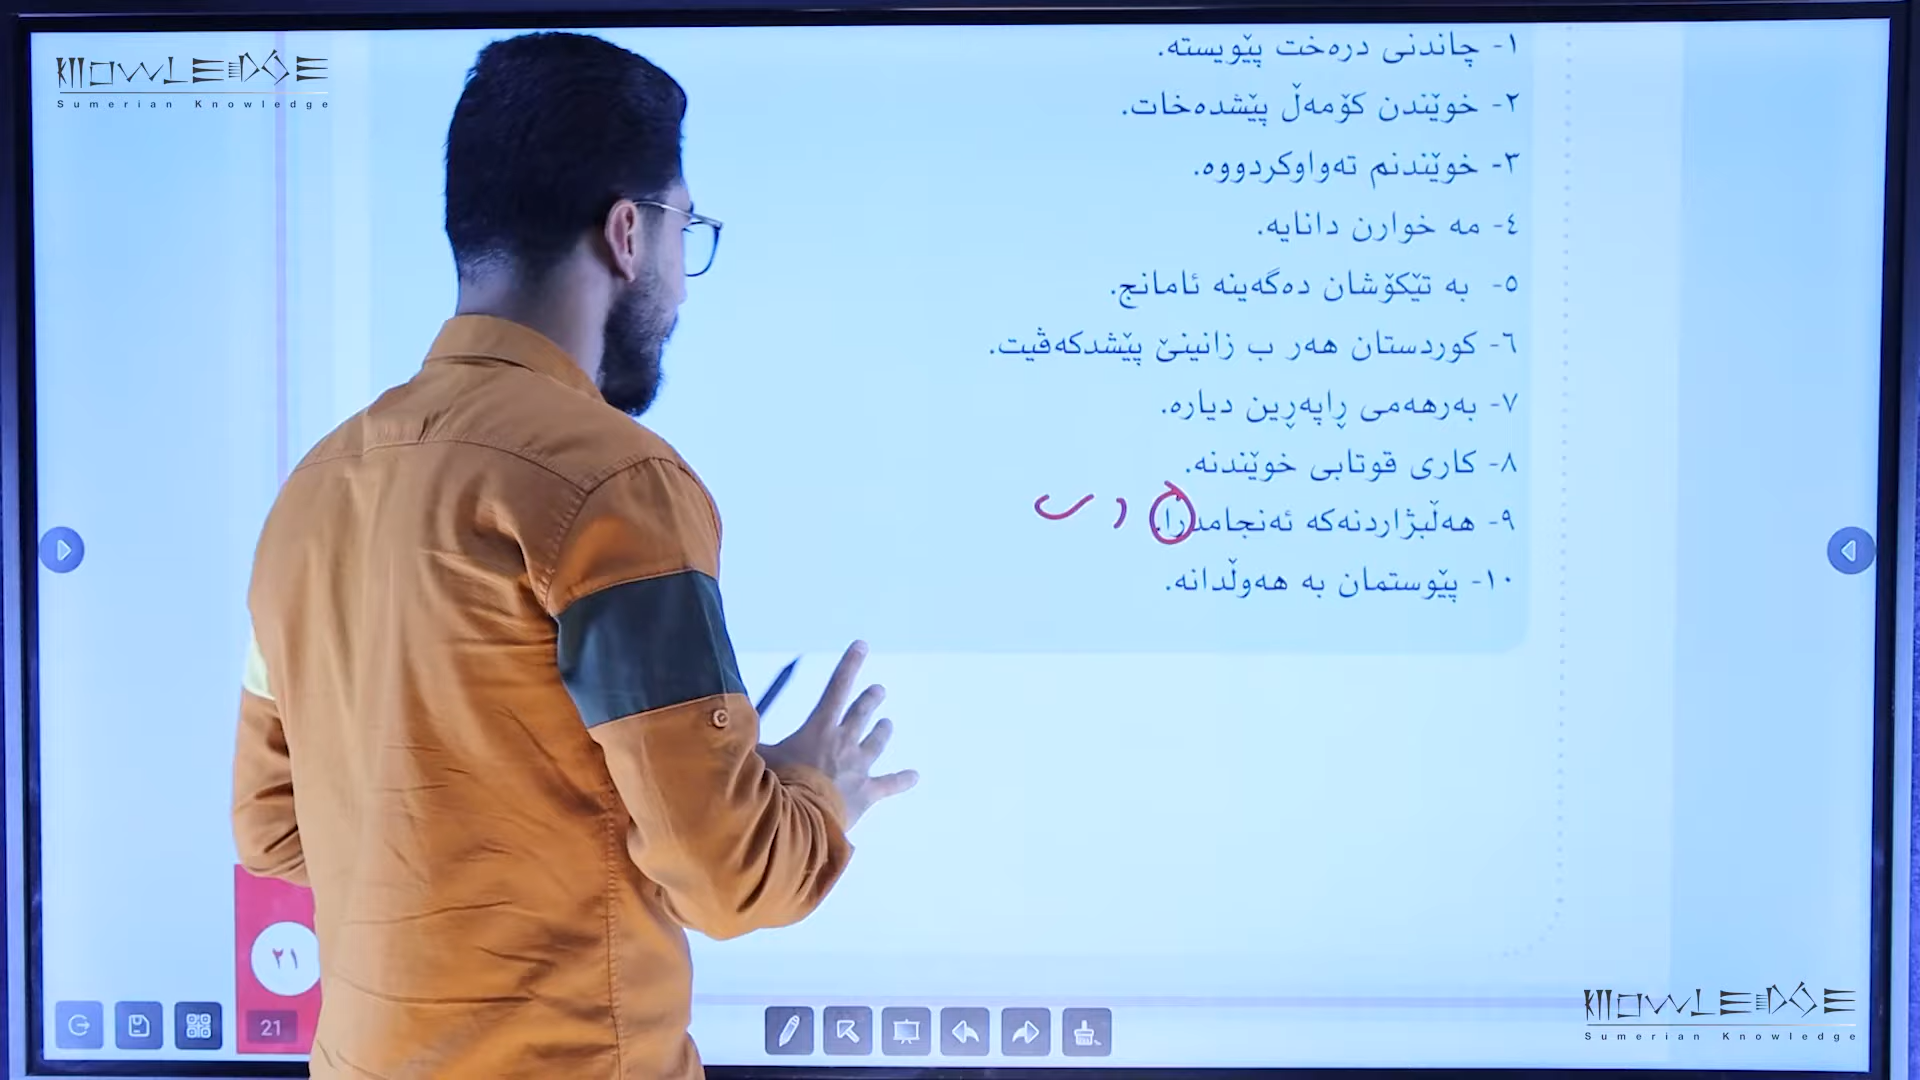 KNOWLEDGE
Sumerian Knowledge
١- چاندنی درەخت پێویستە.
٢- خوێندن کۆمەڵ پێشدەخات.
٣- خوێندنم تەواوکردووە.
٤- مە خوارن دانایە.
٥- بە تێکۆشان دەگەینە ئامانج.
٦- کوردستان هەر ب زانینێ پێشدکەڤیت.
٧- بەرهەمی ڕاپەڕین دیارە.
٨- کاری قوتابی خوێندنە.
٩- هەڵبژاردنەکە ئەنجامدرا.
١٠- پێوستمان بە هەوڵدانە.
٢١
21
KNOWLEDGE
Sumerian Knowledge